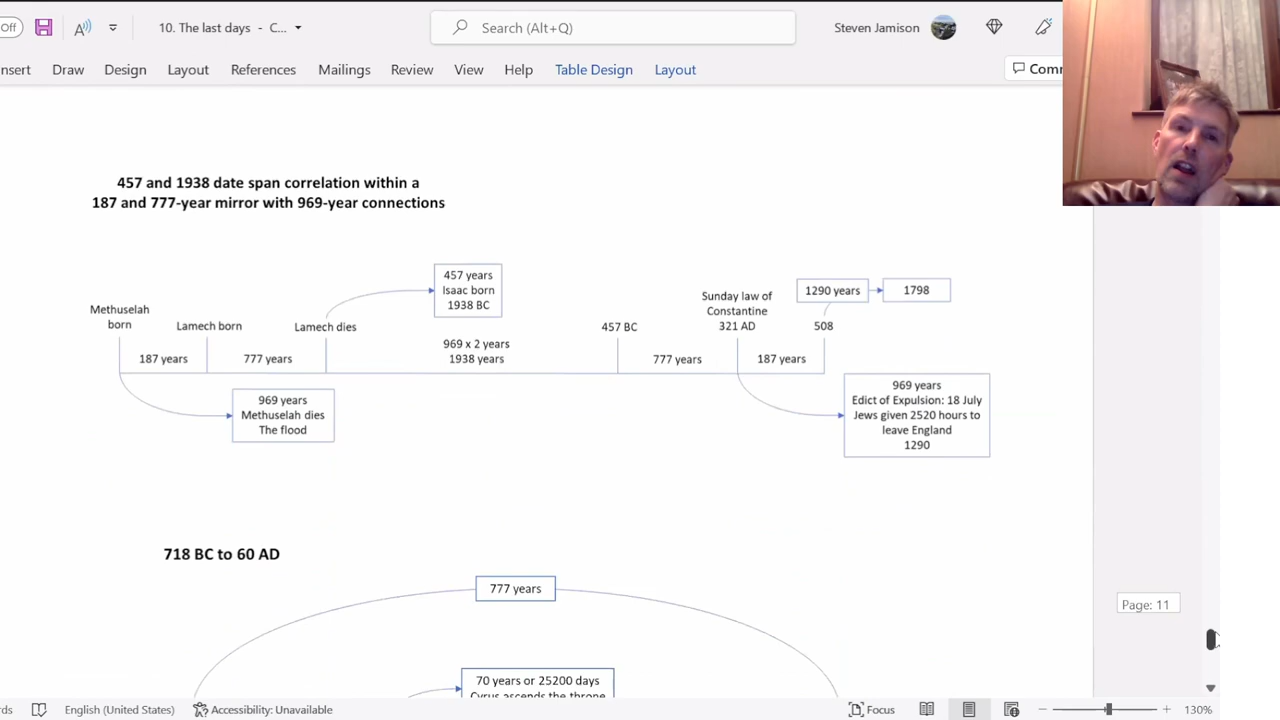 Off
10. The last days - C...
Search (Alt+Q)
Steven Jamison
nsert Draw Design Layout References Mailings Review View Help Table Design Layout
Comm
457 and 1938 date span correlation within a
187 and 777-year mirror with 969-year connections
457 years
Isaac born
1938 BC
1290 years
1798
Methuselah
born
Lamech born
Lamech dies
457 BC
Sunday law of
Constantine
321 AD
508
187 years
777 years
969 x 2 years
1938 years
777 years
187 years
969 years
Methuselah dies
The flood
969 years
Edict of Expulsion: 18 July
Jews given 2520 hours to
leave England
1290
718 BC to 60 AD
777 years
Page: 11
70 years or 25200 days
Cyrus ascends the throne
rds English (United States) Accessibility: Unavailable Focus 130%